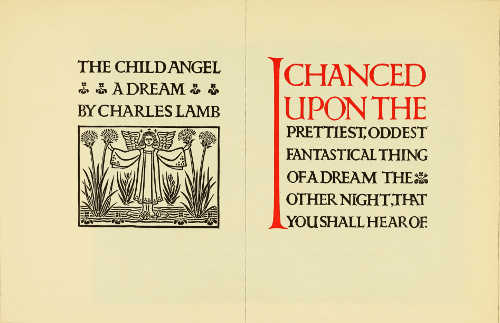 THE CHILD ANGEL
A DREAM
BY CHARLES LAMB
I CHANCED
UPON THE
PRETTIEST, ODDEST
FANTASTICAL THING
OF A DREAM THE
OTHER NIGHT, THAT
YOU SHALL HEAR OF.